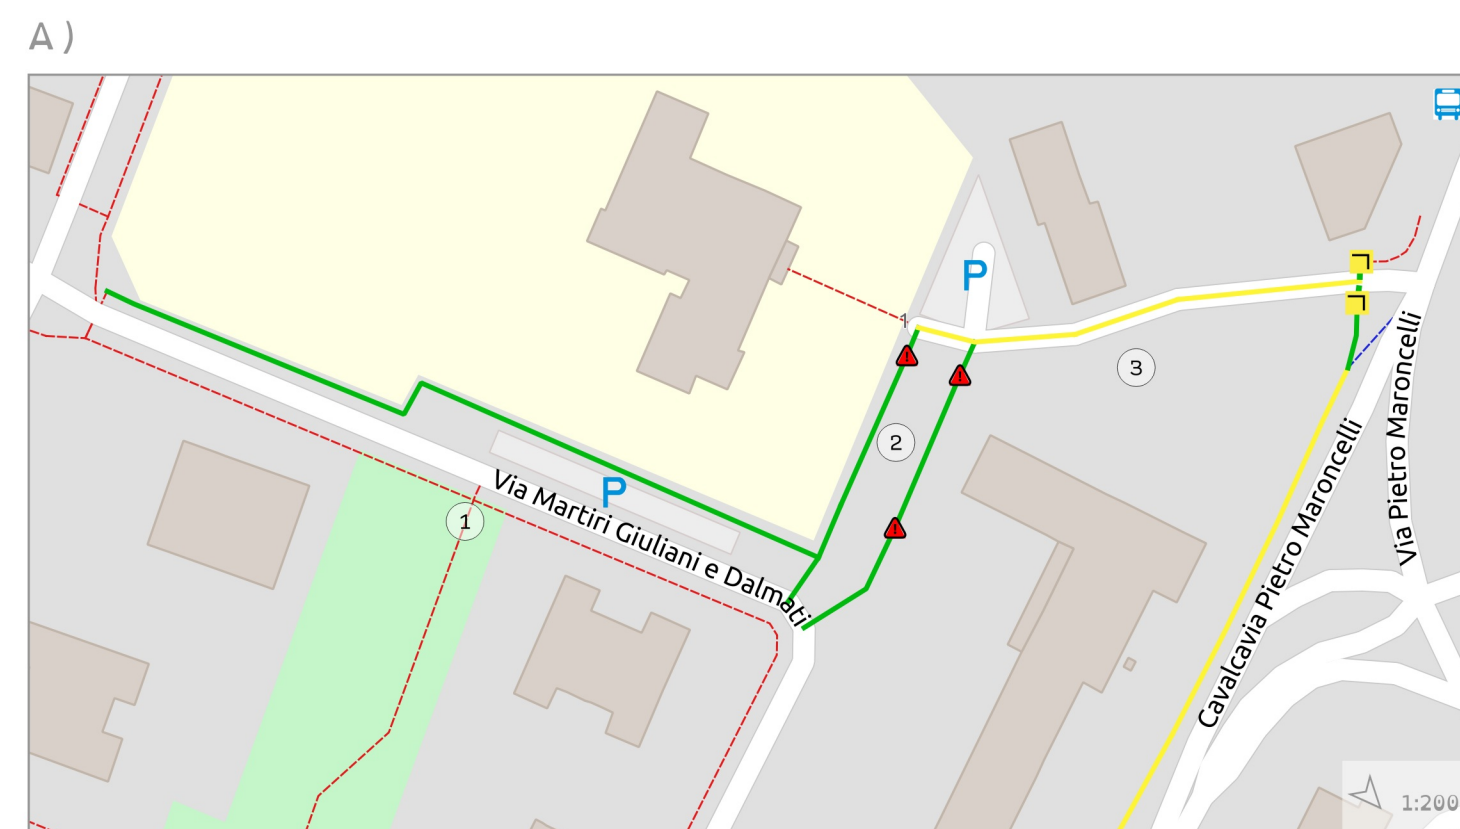 A )
P
1
3
2
P
1
Via Martiri Giuliani e Dalmati
Cavalcavia Pietro Maroncelli
Via Pietro Maroncelli
1:200